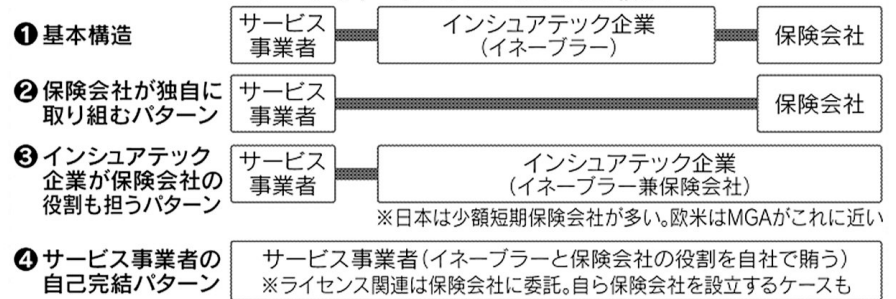 ❶基本構造
サービス
事業者
インシュアテック企業
(イネーブラー)
保険会社
❷保険会社が独自に
取り組むパターン
サービス
事業者
保険会社
❸インシュアテック
企業が保険会社の
役割も担うパターン
サービス
事業者
インシュアテック企業
(イネーブラー兼保険会社)
※日本は少額短期保険会社が多い。欧米はMGAがこれに近い
❹サービス事業者の
自己完結パターン
サービス事業者(イネーブラーと保険会社の役割を自社で賄う)
※ライセンス関連は保険会社に委託。自ら保険会社を設立するケースも